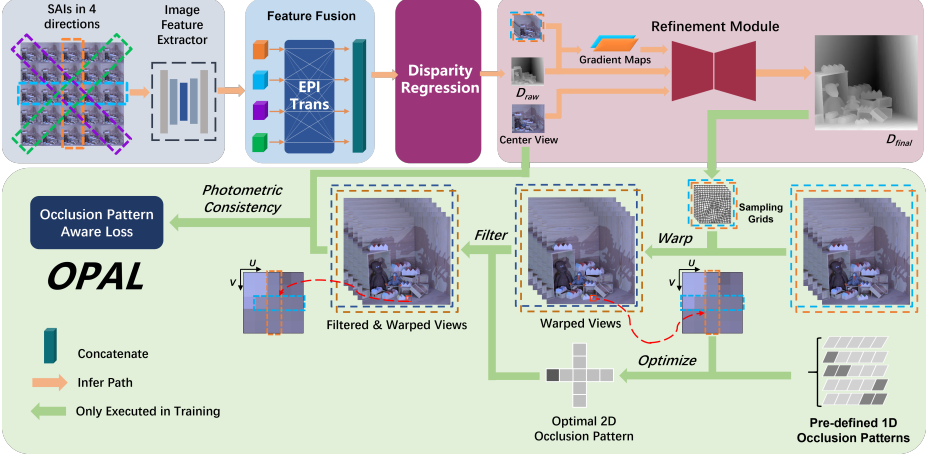 SAIs in 4
directions
Image
Feature
Extractor
Feature Fusion
EPI
Trans
Disparity
Regression
Refinement Module
Gradient Maps
D_raw
Center View
D_final
Photometric
Consistency
Occlusion Pattern
Aware Loss
OPAL
U
V
Filtered & Warped Views
Filter
Warped Views
Warp
Sampling
Grids
U
V
Optimize
Optimal 2D
Occlusion Pattern
Pre-defined 1D
Occlusion Patterns
Concatenate
Infer Path
Only Executed in Training